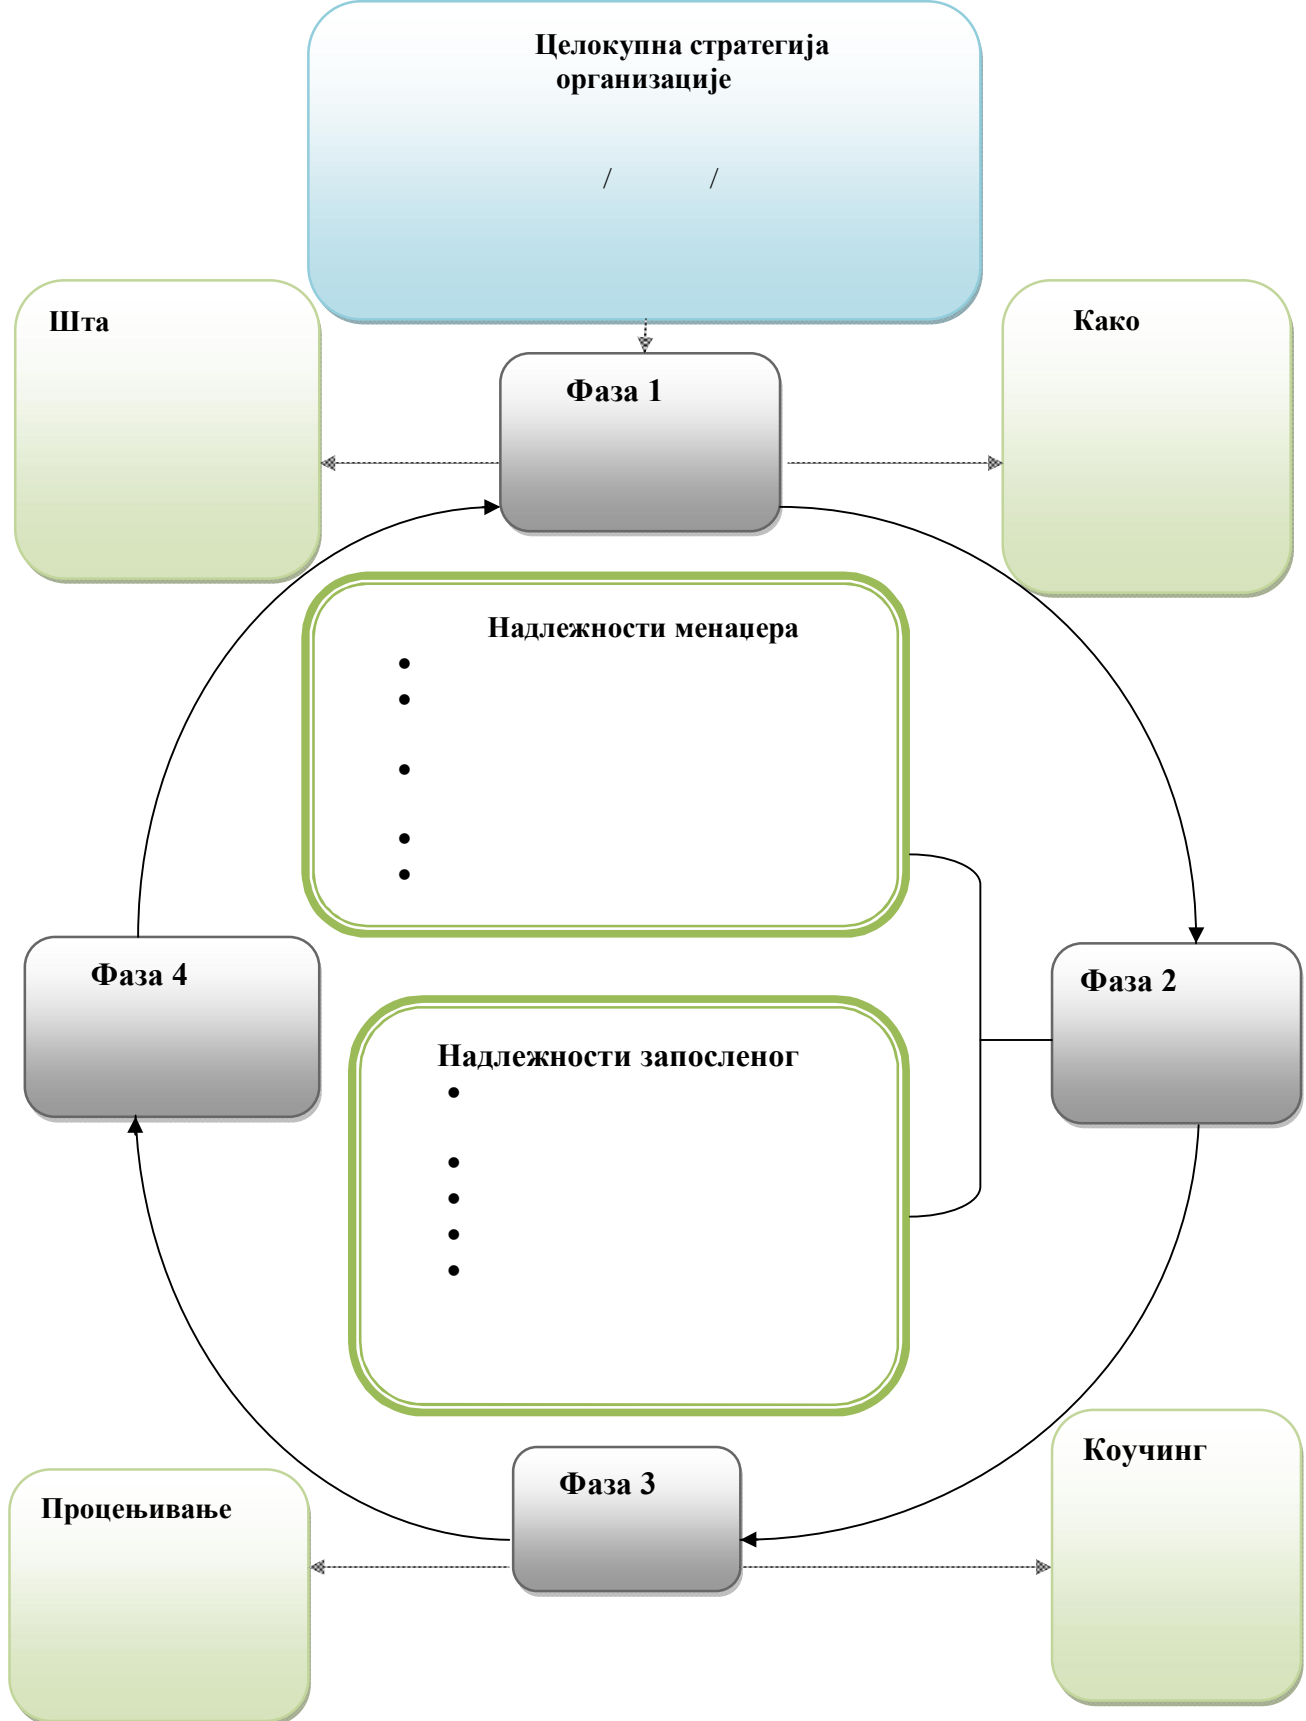 Целокупна стратегија
организације
/ /
Шта
Како
Фаза 1
Надлежности менаџера
•
•
•
•
•
Фаза 4
Фаза 2
Надлежности запосленог
•
•
•
•
•
Коучинг
Фаза 3
Процењивање